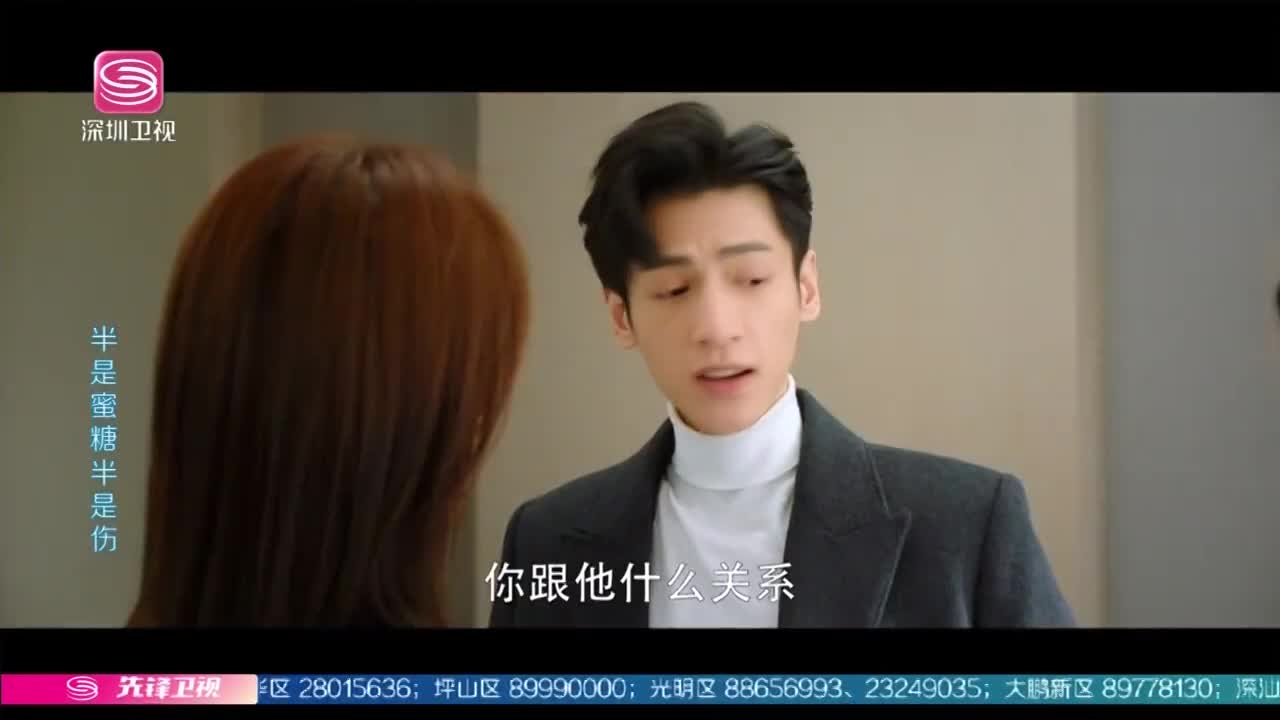 深圳卫视
半是蜜糖半是伤
你跟他什么关系
先锋卫视
区 28015636；坪山区 89990000；光明区 88656993、23249035；大鹏新区 89778130；深汕